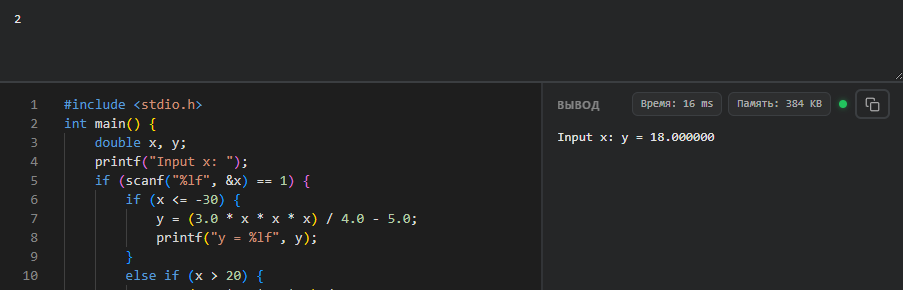 2
ВЫВОД
Время: 16 ms
Память: 384 KB
Input x: y = 18.000000
1 #include <stdio.h>
2 int main() {
3 double x, y;
4 printf("Input x: ");
5 if (scanf("%lf", &x) == 1) {
6 if (x <= -30) {
7 y = (3.0 * x * x * x) / 4.0 - 5.0;
8 printf("y = %lf", y);
9 }
10 else if (x > 20) {